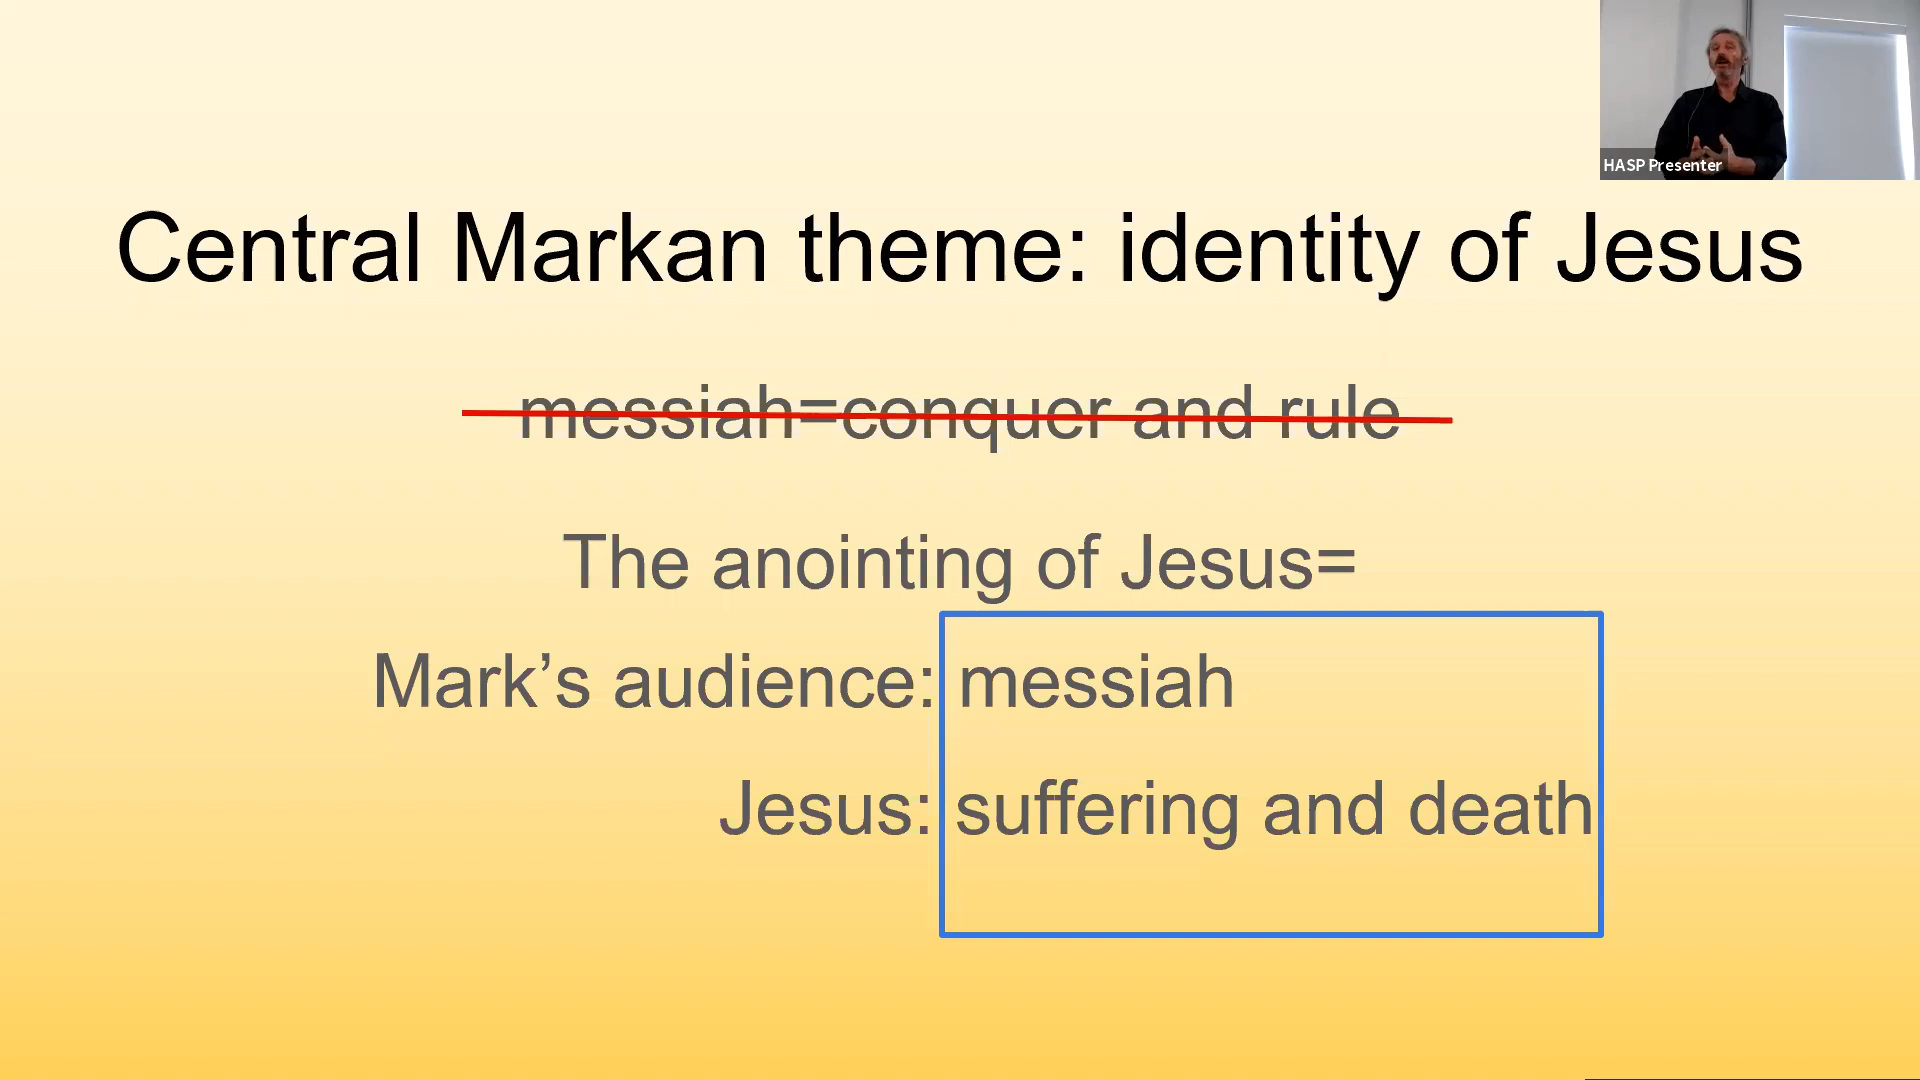 HASP Presenter
Central Markan theme: identity of Jesus
messiah=conquer and rule
The anointing of Jesus=
Mark’s audience: messiah
Jesus: suffering and death